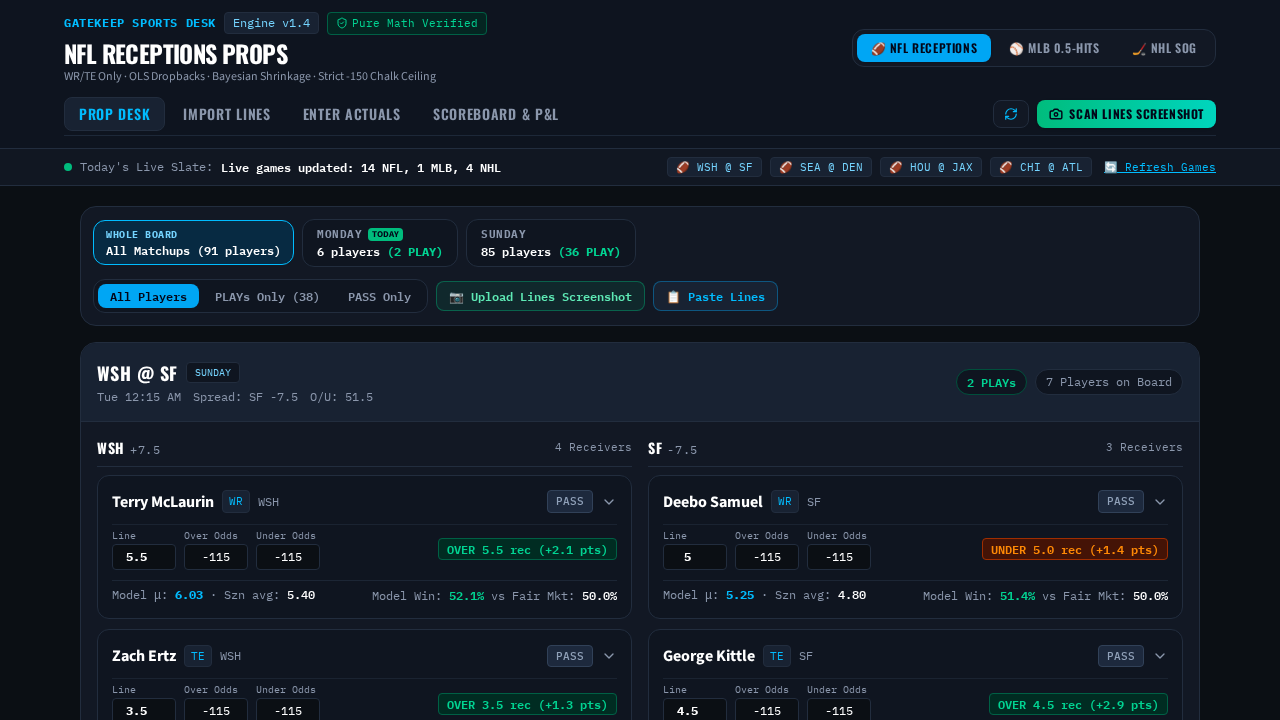 GATEKEEP SPORTS DESK Engine v1.4 Pure Math Verified
NFL RECEPTIONS PROPS
WR/TE Only · OLS Dropbacks · Bayesian Shrinkage · Strict -150 Chalk Ceiling
NFL RECEPTIONS MLB 0.5-HITS NHL SOG
PROP DESK IMPORT LINES ENTER ACTUALS SCOREBOARD & P&L
SCAN LINES SCREENSHOT
Today's Live Slate: Live games updated: 14 NFL, 1 MLB, 4 NHL
WSH @ SF SEA @ DEN HOU @ JAX CHI @ ATL Refresh Games
WHOLE BOARD
All Matchups (91 players)
MONDAY TODAY
6 players (2 PLAY)
SUNDAY
85 players (36 PLAY)
All Players PLAYs Only (38) PASS Only Upload Lines Screenshot Paste Lines
WSH @ SF SUNDAY
Tue 12:15 AM Spread: SF -7.5 O/U: 51.5
2 PLAYs 7 Players on Board
WSH +7.5 4 Receivers
Terry McLaurin WR WSH PASS
Line Over Odds Under Odds
5.5 -115 -115
OVER 5.5 rec (+2.1 pts)
Model μ: 6.03 · Szn avg: 5.40 Model Win: 52.1% vs Fair Mkt: 50.0%
Zach Ertz TE WSH PASS
Line Over Odds Under Odds
3.5 -115 -115
OVER 3.5 rec (+1.3 pts)
SF -7.5 3 Receivers
Deebo Samuel WR SF PASS
Line Over Odds Under Odds
5 -115 -115
UNDER 5.0 rec (+1.4 pts)
Model μ: 5.25 · Szn avg: 4.80 Model Win: 51.4% vs Fair Mkt: 50.0%
George Kittle TE SF PASS
Line Over Odds Under Odds
4.5 -115 -115
OVER 4.5 rec (+2.9 pts)